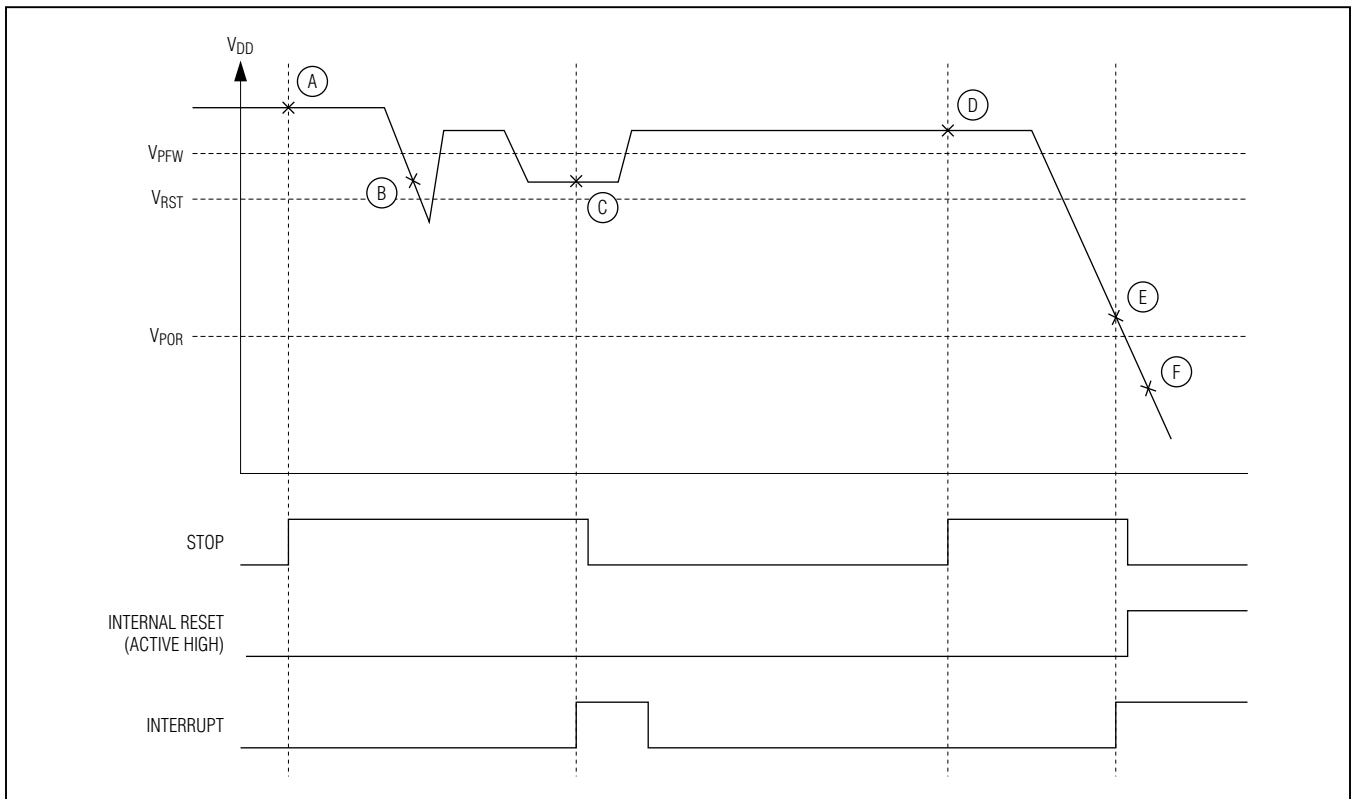 VDD
A
D
VPFW
B
VRST
C
E
VPOR
F
STOP
INTERNAL RESET
(ACTIVE HIGH)
INTERRUPT